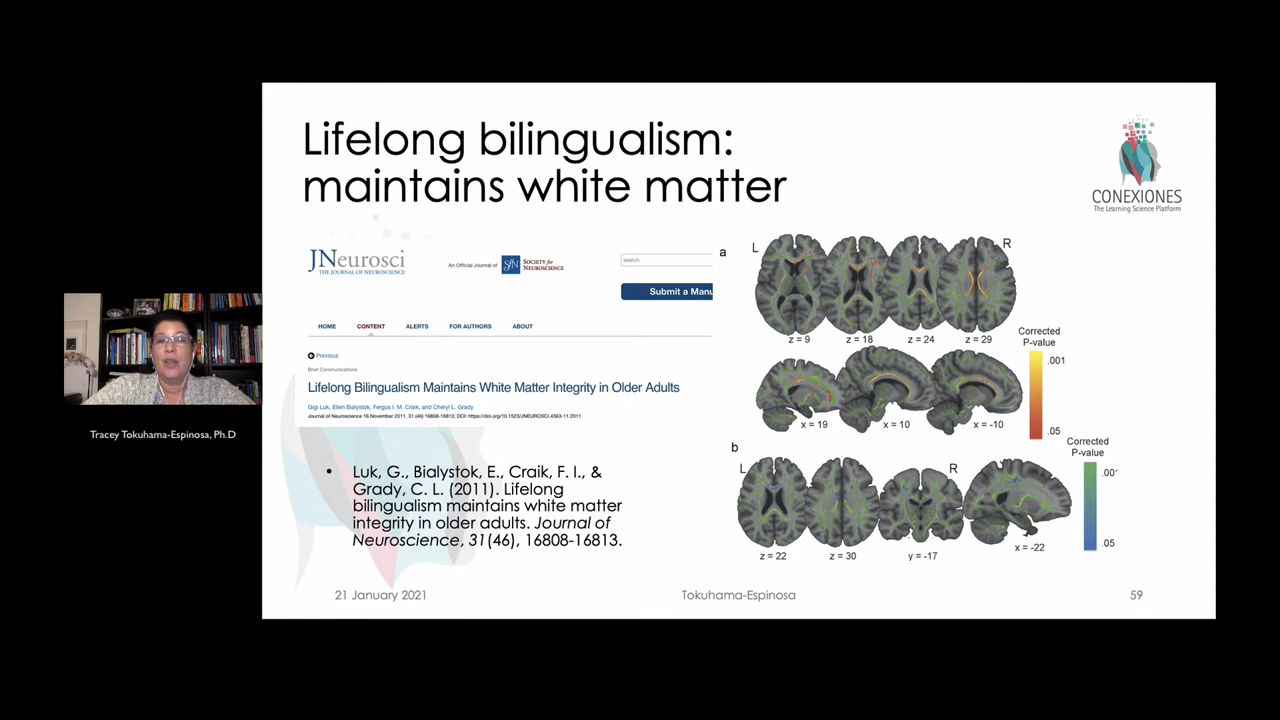 Lifelong bilingualism:
maintains white matter
CONEXIONES
The Learning Science Platform
JNeurosci
THE JOURNAL OF NEUROSCIENCE
An Official Journal of
SfN
SOCIETY for
NEUROSCIENCE
search
Submit a Manu
HOME CONTENT ALERTS FOR AUTHORS ABOUT
Previous
Brief Communications
Lifelong Bilingualism Maintains White Matter Integrity in Older Adults
Gigi Luk, Ellen Bialystok, Fergus I. M. Craik, and Cheryl L. Grady
Journal of Neuroscience 16 November 2011, 31 (46) 16808-16813; DOI: https://doi.org/10.1523/JNEUROSCI.4563-11.2011
• Luk, G., Bialystok, E., Craik, F. I., &
Grady, C. L. (2011). Lifelong
bilingualism maintains white matter
integrity in older adults. Journal of
Neuroscience, 31(46), 16808-16813.
a
L R
z = 9 z = 18 z = 24 z = 29
x = 19 x = 10 x = -10
Corrected
P-value
.001
.05
b
L R
z = 22 z = 30 y = -17 x = -22
Corrected
P-value
.00
.05
Tracey Tokuhama-Espinosa, Ph.D
21 January 2021 Tokuhama-Espinosa 59